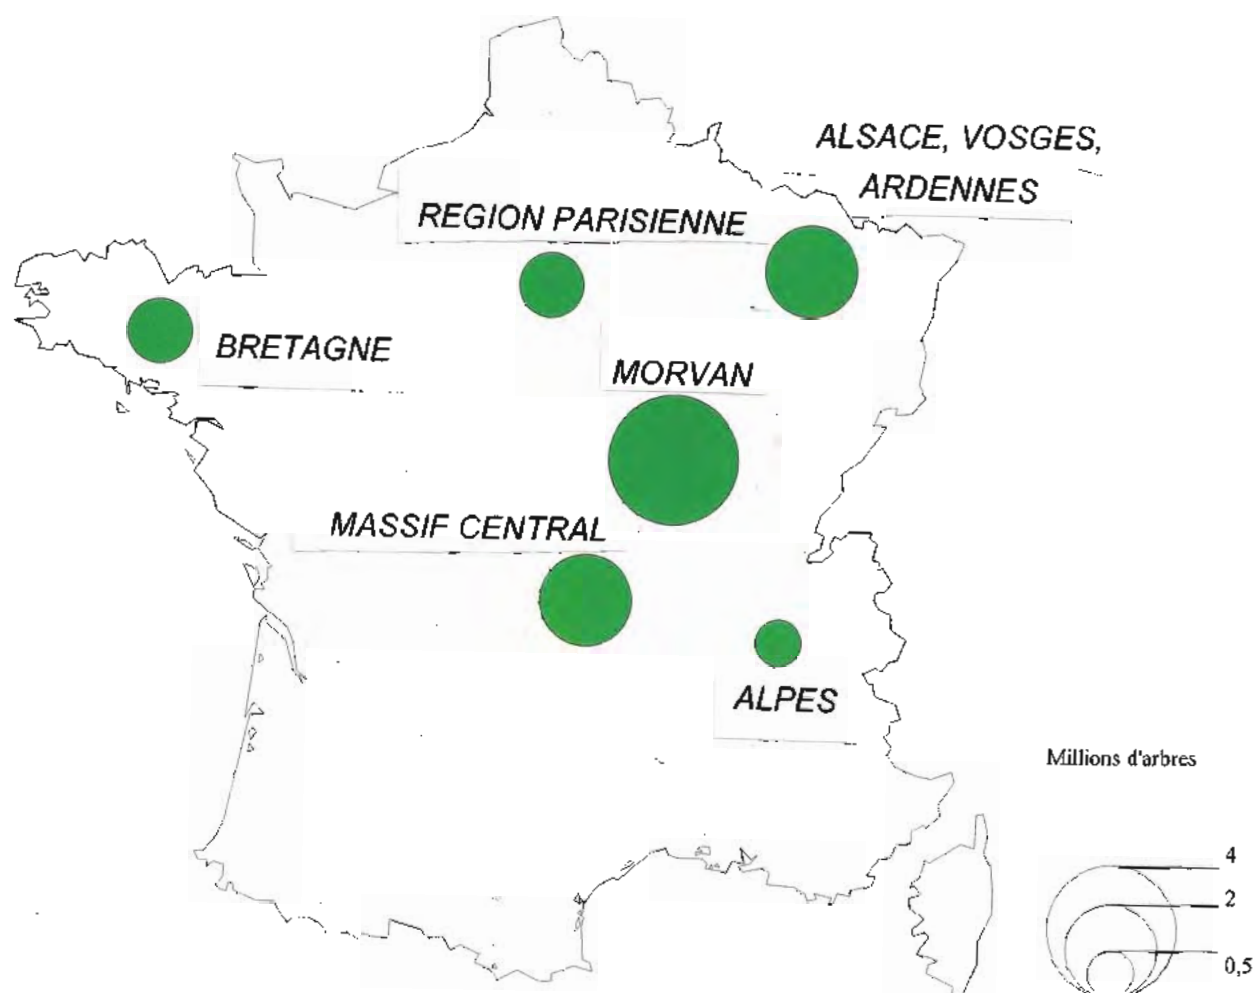 ALSACE, VOSGES,
ARDENNES
REGION PARISIENNE
BRETAGNE
MORVAN
MASSIF CENTRAL
ALPES
Millions d'arbres
4
2
0,5